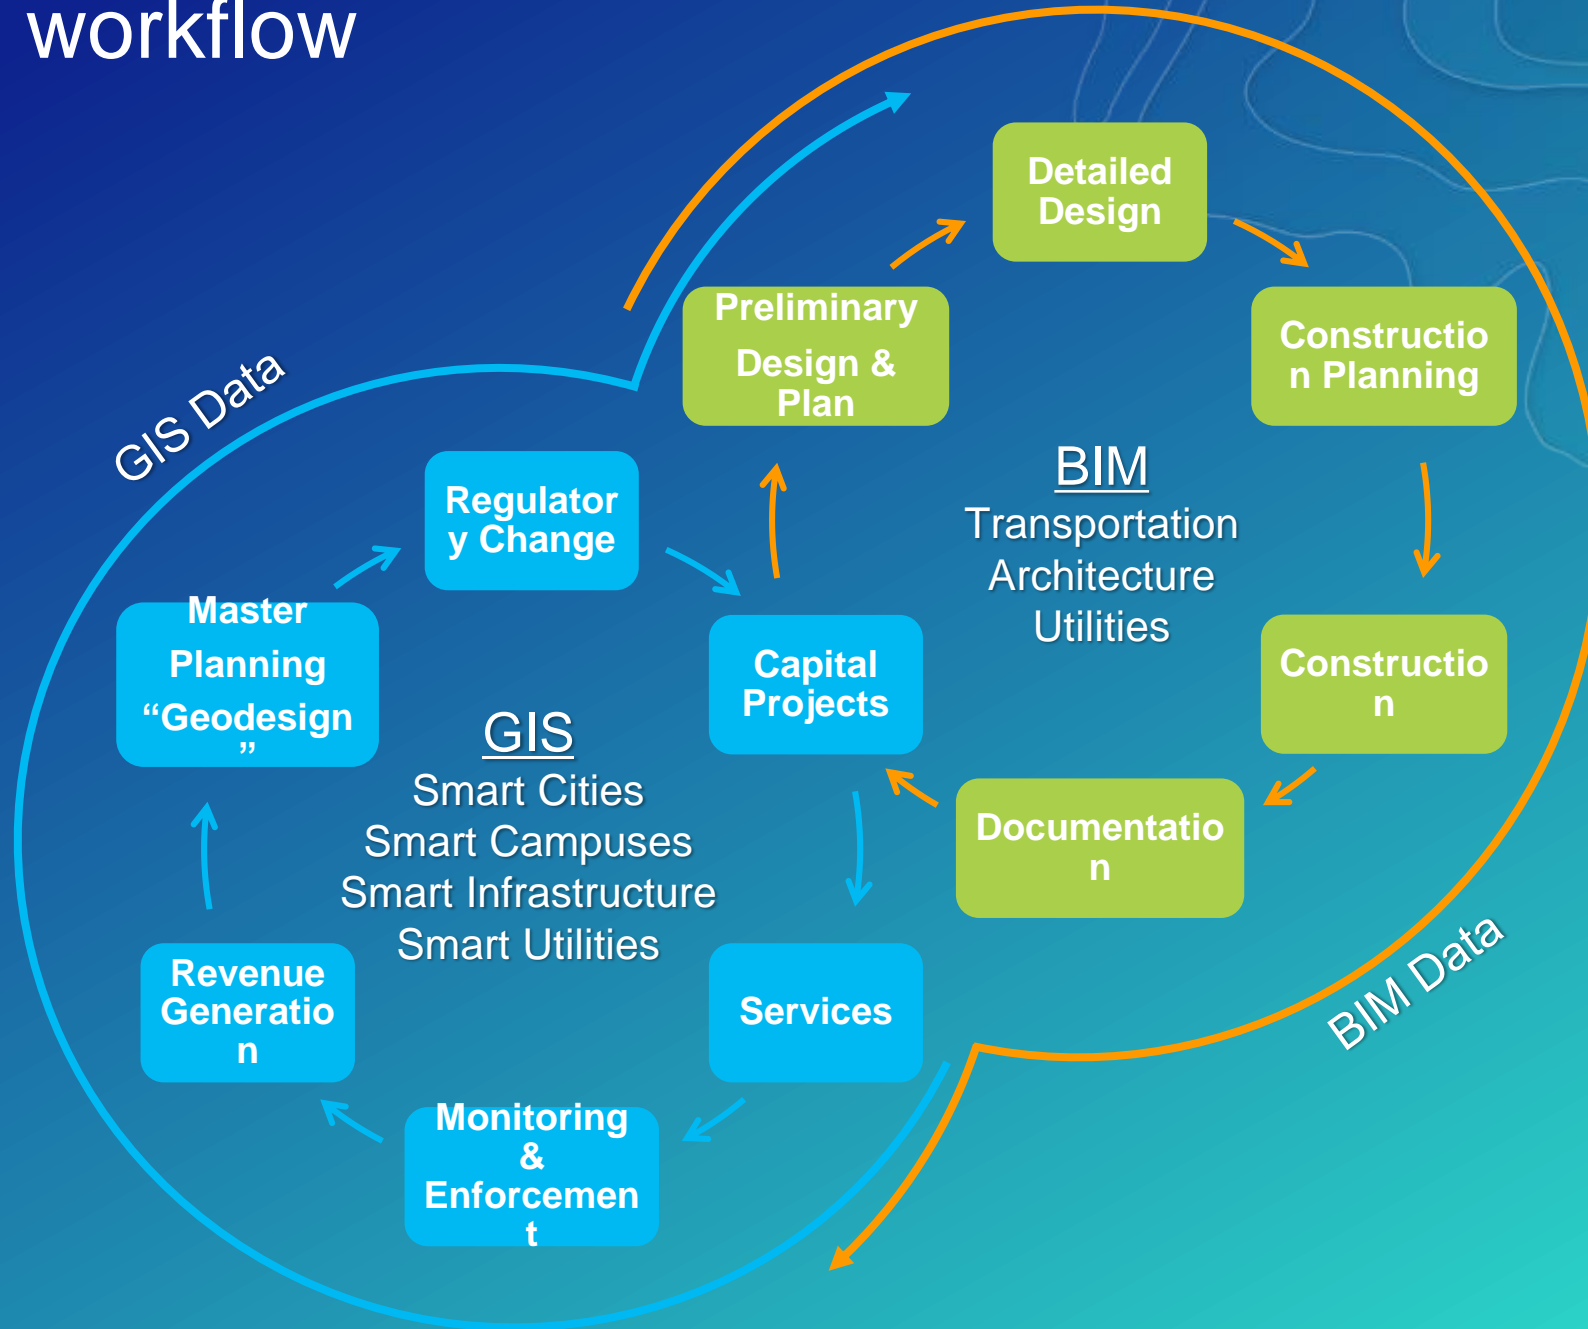 workflow
Detailed
Design
Preliminary
Design &
Plan
Constructio
n Planning
GIS Data
BIM
Transportation
Architecture
Utilities
Regulator
y Change
Master
Planning
“Geodesign
”
Capital
Projects
Constructio
n
GIS
Smart Cities
Smart Campuses
Smart Infrastructure
Smart Utilities
Documentatio
n
Revenue
Generatio
n
Services
BIM Data
Monitoring
&
Enforcemen
t